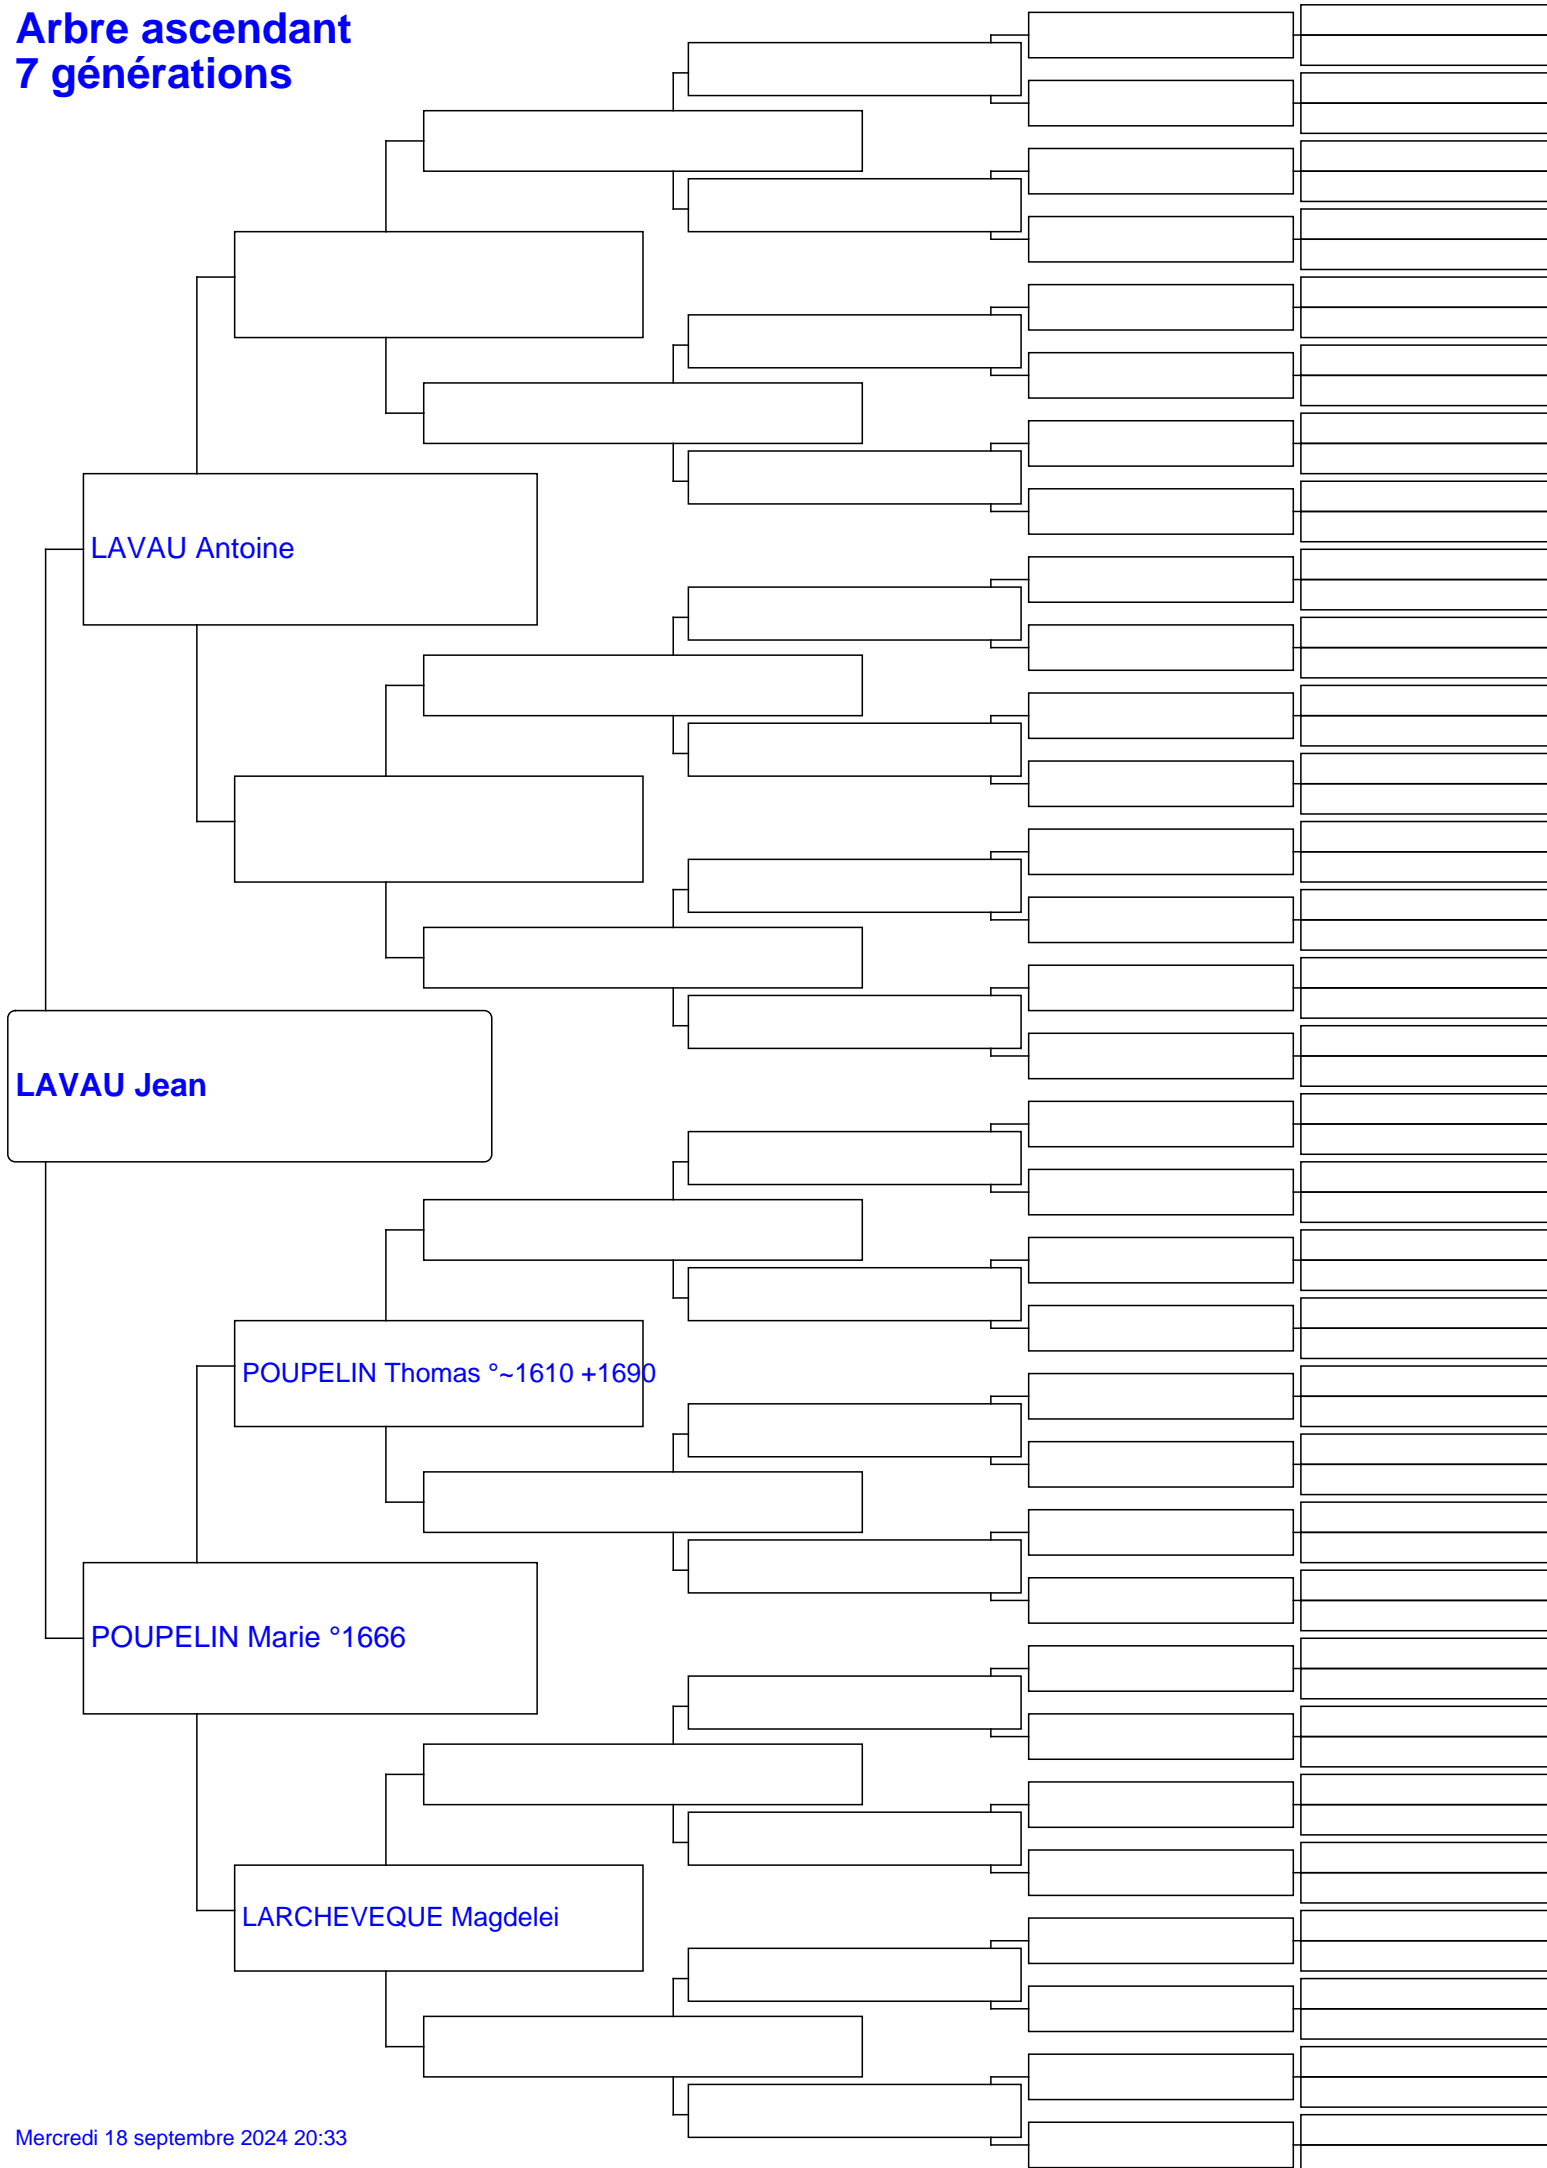 Arbre ascendant
7 générations
LAVAU Antoine
LAVAU Jean
POUPELIN Thomas °~1610 +1690
POUPELIN Marie °1666
LARCHEVEQUE Magdelei
Mercredi 18 septembre 2024 20:33